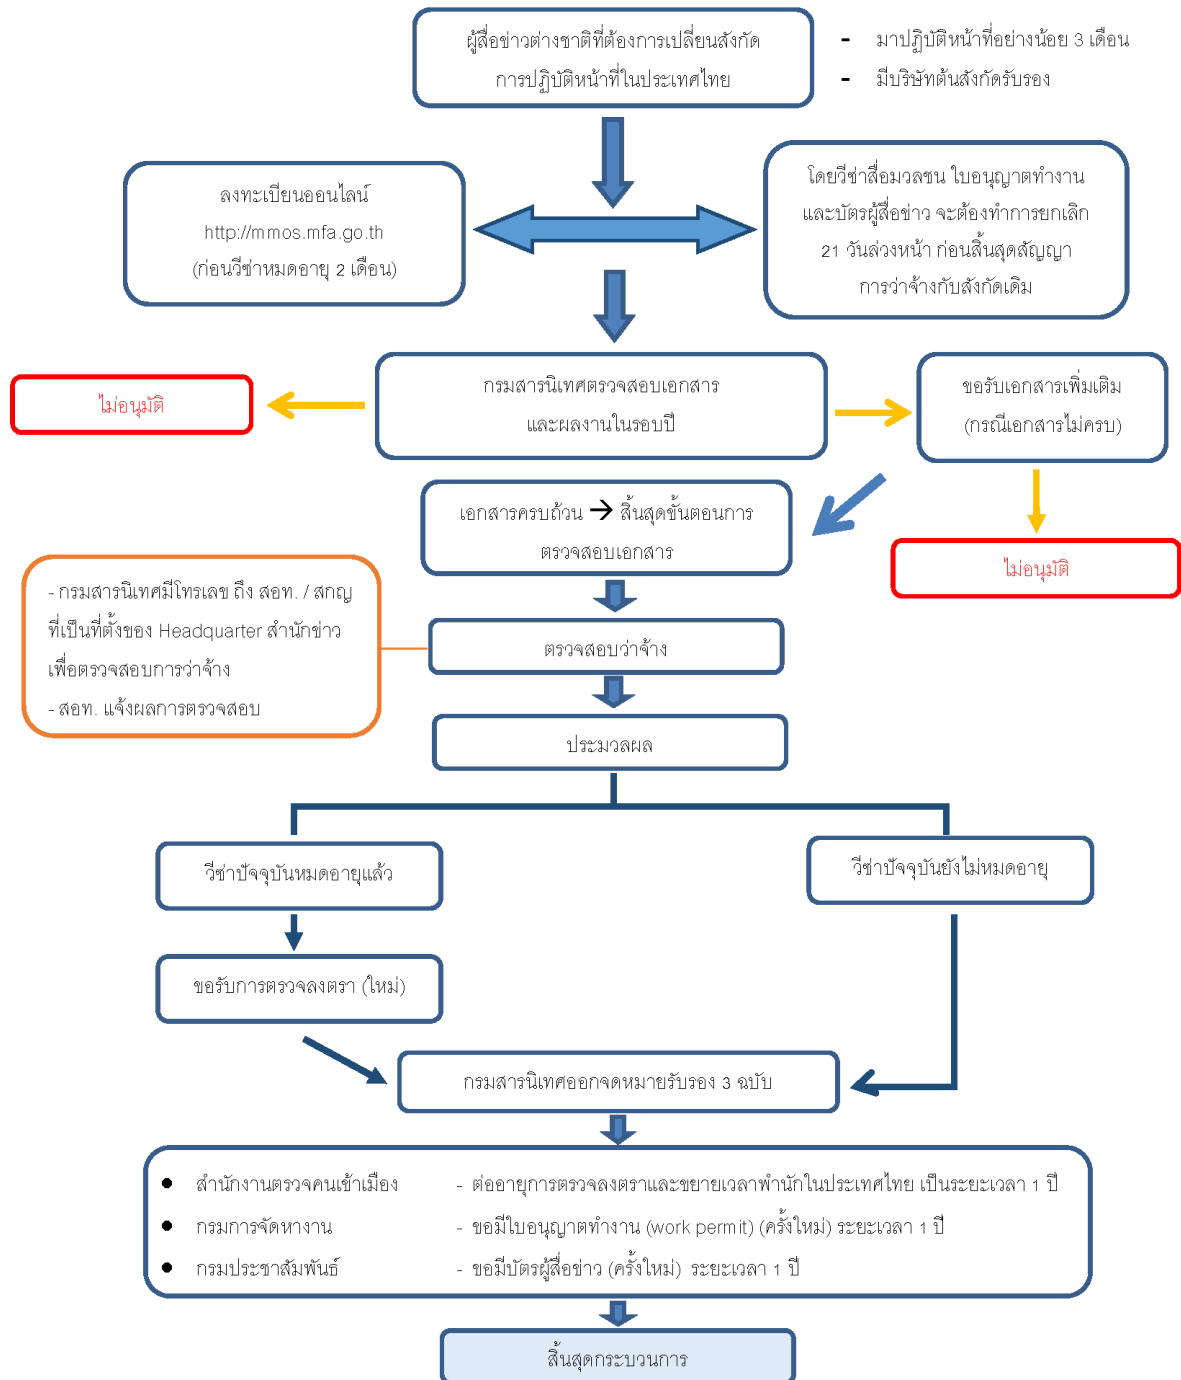 ผู้สื่อข่าวต่างชาติที่ต้องการเปลี่ยนสังกัด
การปฏิบัติหน้าที่ในประเทศไทย
- มาปฏิบัติหน้าที่อย่างน้อย 3 เดือน
- มีบริษัทต้นสังกัดรับรอง
ลงทะเบียนออนไลน์
http://mmos.mfa.go.th
(ก่อนวีซ่าหมดอายุ 2 เดือน)
โดยวีซ่าสื่อมวลชน ใบอนุญาตทำงาน
และบัตรผู้สื่อข่าว จะต้องทำการยกเลิก
21 วันล่วงหน้า ก่อนสิ้นสุดสัญญา
การว่าจ้างกับสังกัดเดิม
ไม่อนุมัติ
กรมสารนิเทศตรวจสอบเอกสาร
และผลงานในรอบปี
ขอรับเอกสารเพิ่มเติม
(กรณีเอกสารไม่ครบ)
เอกสารครบถ้วน → สิ้นสุดขั้นตอนการ
ตรวจสอบเอกสาร
ไม่อนุมัติ
- กรมสารนิเทศมีโทรเลข ถึง สอท. / สกญ
ที่เป็นที่ตั้งของ Headquarter สำนักข่าว
เพื่อตรวจสอบการว่าจ้าง
- สอท. แจ้งผลการตรวจสอบ
ตรวจสอบว่าจ้าง
ประมวลผล
วีซ่าปัจจุบันหมดอายุแล้ว
วีซ่าปัจจุบันยังไม่หมดอายุ
ขอรับการตรวจลงตรา (ใหม่)
กรมสารนิเทศออกจดหมายรับรอง 3 ฉบับ
● สำนักงานตรวจคนเข้าเมือง - ต่ออายุการตรวจลงตราและขยายเวลาพำนักในประเทศไทย เป็นระยะเวลา 1 ปี
● กรมการจัดหางาน - ขอมีใบอนุญาตทำงาน (work permit) (ครั้งใหม่) ระยะเวลา 1 ปี
● กรมประชาสัมพันธ์ - ขอมีบัตรผู้สื่อข่าว (ครั้งใหม่) ระยะเวลา 1 ปี
สิ้นสุดกระบวนการ